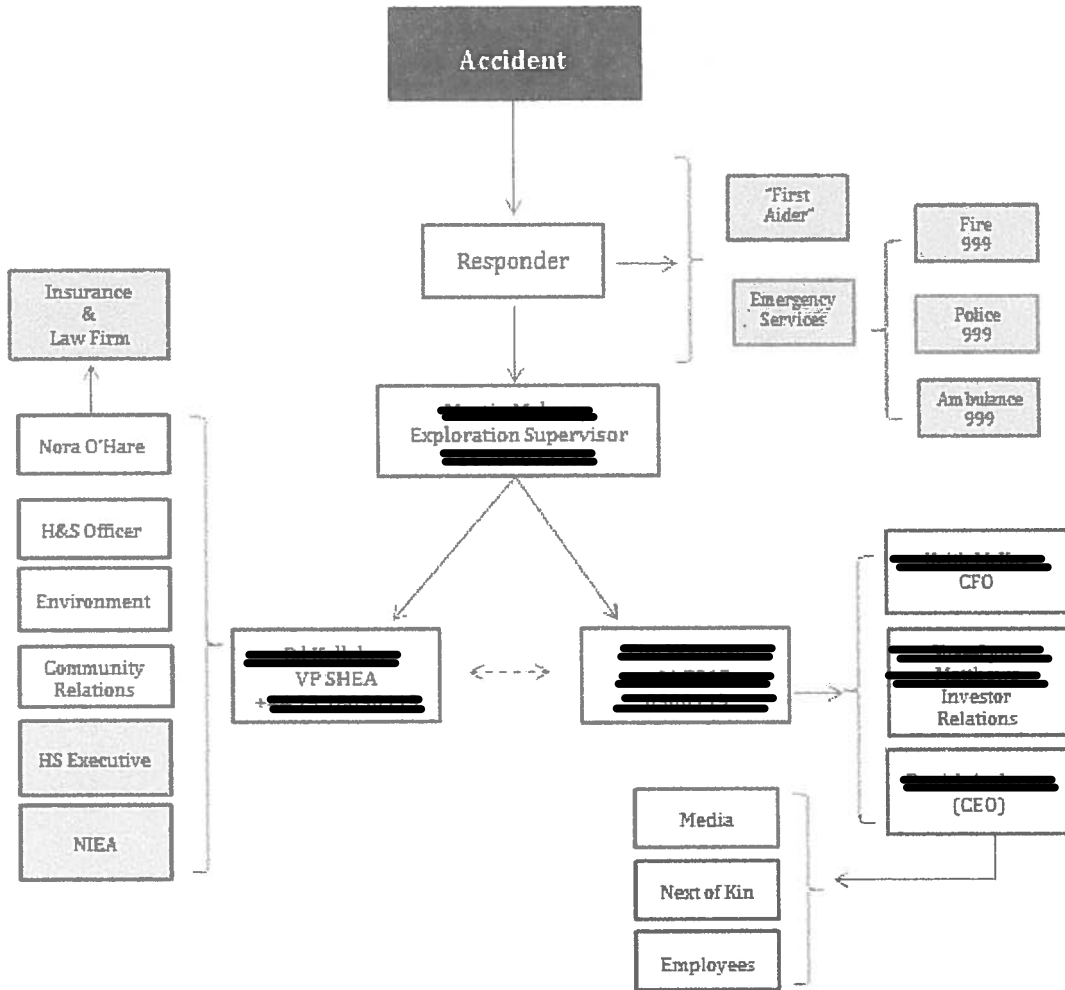 Accident
"First
Aider"
Fire
999
Responder
Insurance
&
Law Firm
Emergency
Services
Police
999
Ambulance
999
Exploration Supervisor
Nora O'Hare
H&S Officer
Environment
CFO
Community
Relations
VP SHEA
+
Investor
Relations
HS Executive
(CEO)
Media
NIEA
Next of Kin
Employees